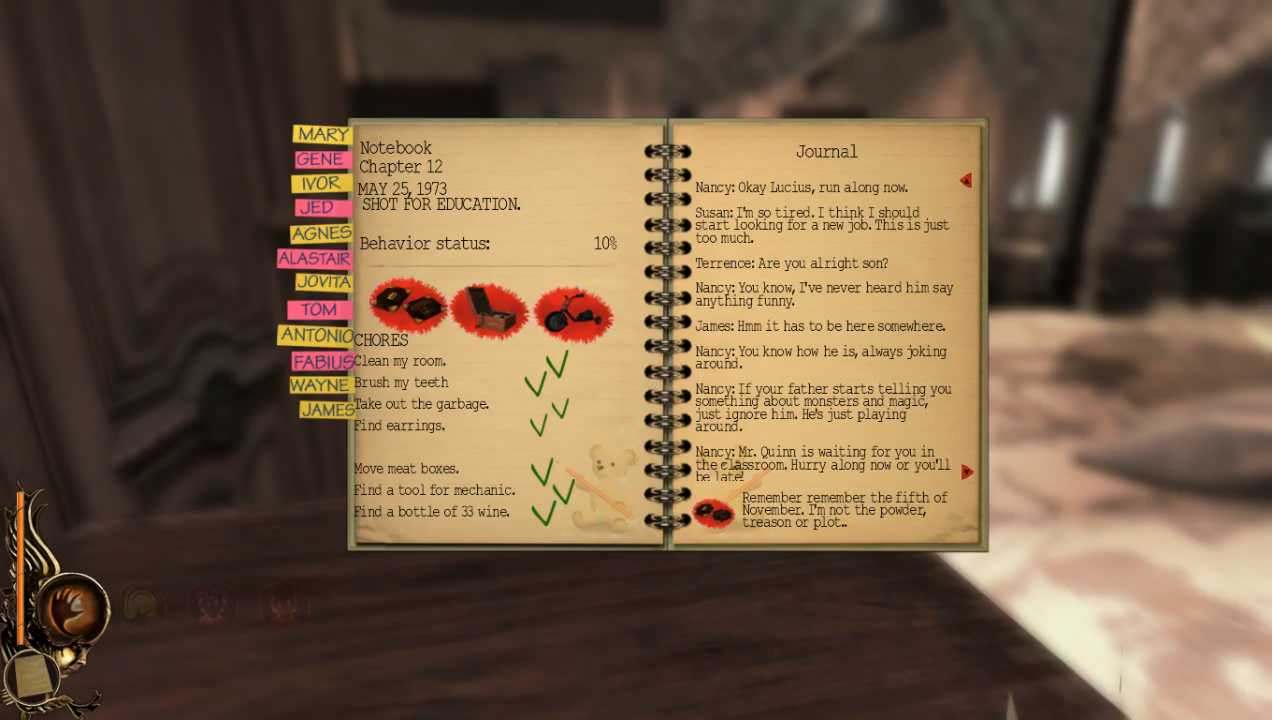 MARY
GENE
IVOR
JED
AGNES
ALASTAIR
JOVITA
TOM
ANTONIO
FABIUS
WAYNE
JAMES
Notebook
Chapter 12
MAY 25, 1973
SHOT FOR EDUCATION.
Behavior status: 10%
CHORES
Clean my room.
Brush my teeth
Take out the garbage.
Find earrings.
Move meat boxes.
Find a tool for mechanic.
Find a bottle of 33 wine.
Journal
Nancy: Okay Lucius, run along now.
Susan: I'm so tired. I think I should
start looking for a new job. This is just
too much.
Terrence: Are you alright son?
Nancy: You know, I've never heard him say
anything funny.
James: Hmm it has to be here somewhere.
Nancy: You know how he is, always joking
around.
Nancy: If your father starts telling you
something about monsters and magic,
just ignore him. He's just playing
around.
Nancy: Mr. Quinn is waiting for you in
the classroom. Hurry along now or you'll
be late!
Remember remember the fifth of
November. I'm not the powder,
treason or plot..